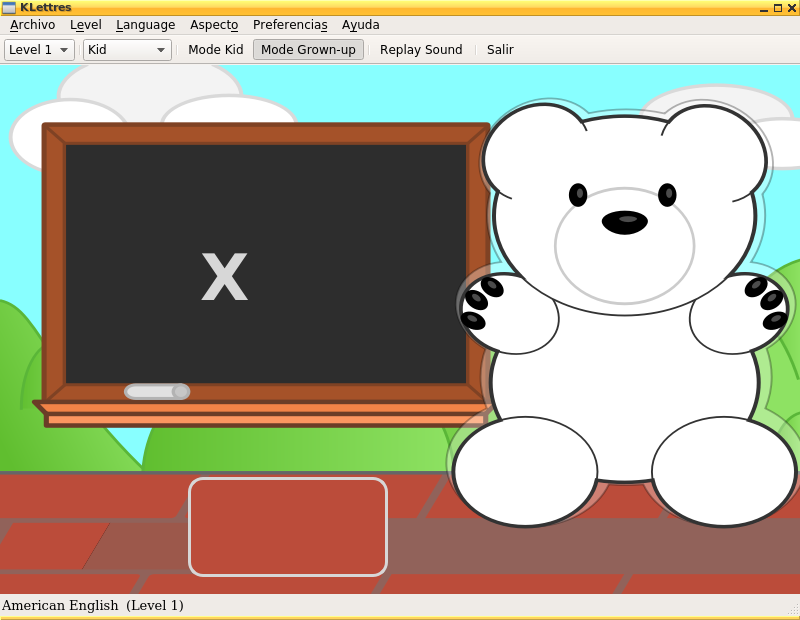 KLettres
Archivo Level Language Aspecto Preferencias Ayuda
Level 1 Kid Mode Kid Mode Grown-up Replay Sound Salir
X
American English (Level 1)